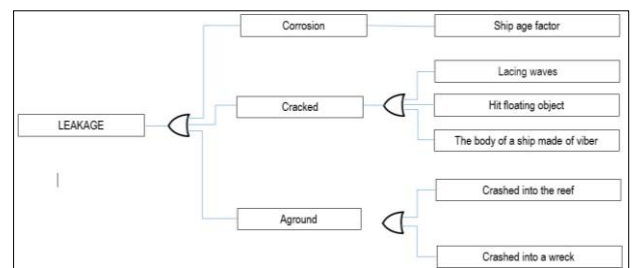 Corrosion
Ship age factor
Lacing waves
Cracked
Hit floating object
LEAKAGE
The body of a ship made of viber
Crashed into the reef
Aground
Crashed into a wreck